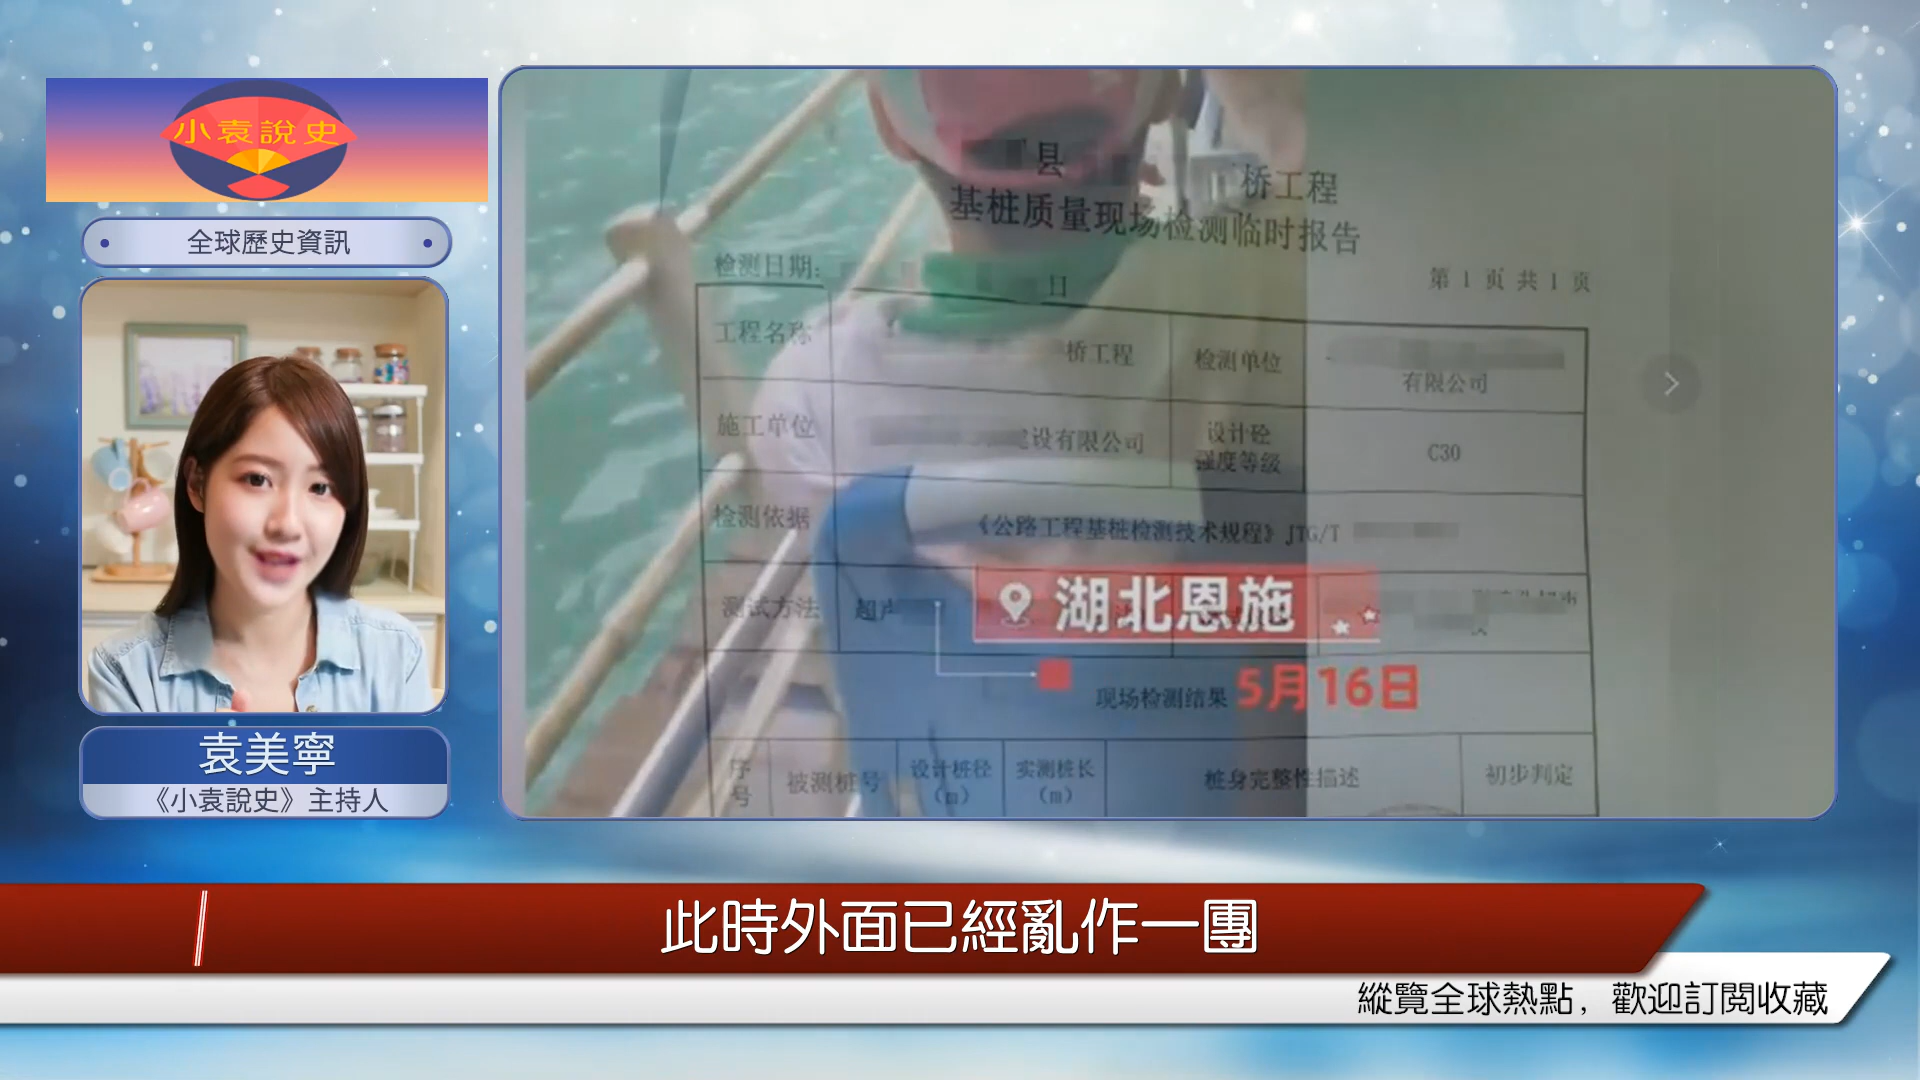 小袁說史
全球歷史資訊
袁美寧
《小袁說史》主持人
县
桥工程
基桩质量现场检测临时报告
检测日期:
日
第 1 页 共 1 页
工程名称
桥工程
检测单位
有限公司
施工单位
建设有限公司
设计砼
强度等级
C30
检测依据
《公路工程基桩检测技术规程》JTG/T
测试方法
超声
湖北恩施
现场检测结果
5月16日
序号
被测桩号
设计桩径
(m)
实测桩长
(m)
桩身完整性描述
初步判定
此時外面已經亂作一團
縱覽全球熱點，歡迎訂閱收藏